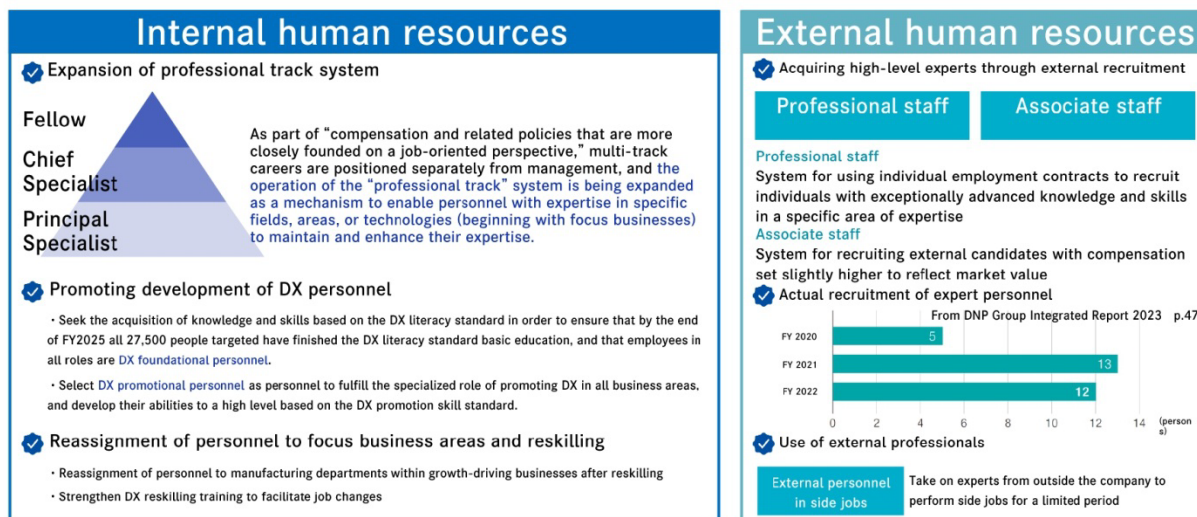 Internal human resources
Expansion of professional track system
Fellow
Chief
Specialist
Principal
Specialist
As part of “compensation and related policies that are more
closely founded on a job-oriented perspective,” multi-track
careers are positioned separately from management, and the
operation of the “professional track” system is being expanded
as a mechanism to enable personnel with expertise in specific
fields, areas, or technologies (beginning with focus businesses)
to maintain and enhance their expertise.
Promoting development of DX personnel
・Seek the acquisition of knowledge and skills based on the DX literacy standard in order to ensure that by the end
of FY2025 all 27,500 people targeted have finished the DX literacy standard basic education, and that employees in
all roles are DX foundational personnel.
・Select DX promotional personnel as personnel to fulfill the specialized role of promoting DX in all business areas,
and develop their abilities to a high level based on the DX promotion skill standard.
Reassignment of personnel to focus business areas and reskilling
・Reassignment of personnel to manufacturing departments within growth-driving businesses after reskilling
・Strengthen DX reskilling training to facilitate job changes
External human resources
Acquiring high-level experts through external recruitment
Professional staff
Associate staff
Professional staff
System for using individual employment contracts to recruit
individuals with exceptionally advanced knowledge and skills
in a specific area of expertise
Associate staff
System for recruiting external candidates with compensation
set slightly higher to reflect market value
Actual recruitment of expert personnel
From DNP Group Integrated Report 2023 p.47
FY 2020
5
FY 2021
13
FY 2022
12
0 2 4 6 8 10 12 14 (person
s)
Use of external professionals
External personnel
in side jobs
Take on experts from outside the company to
perform side jobs for a limited period